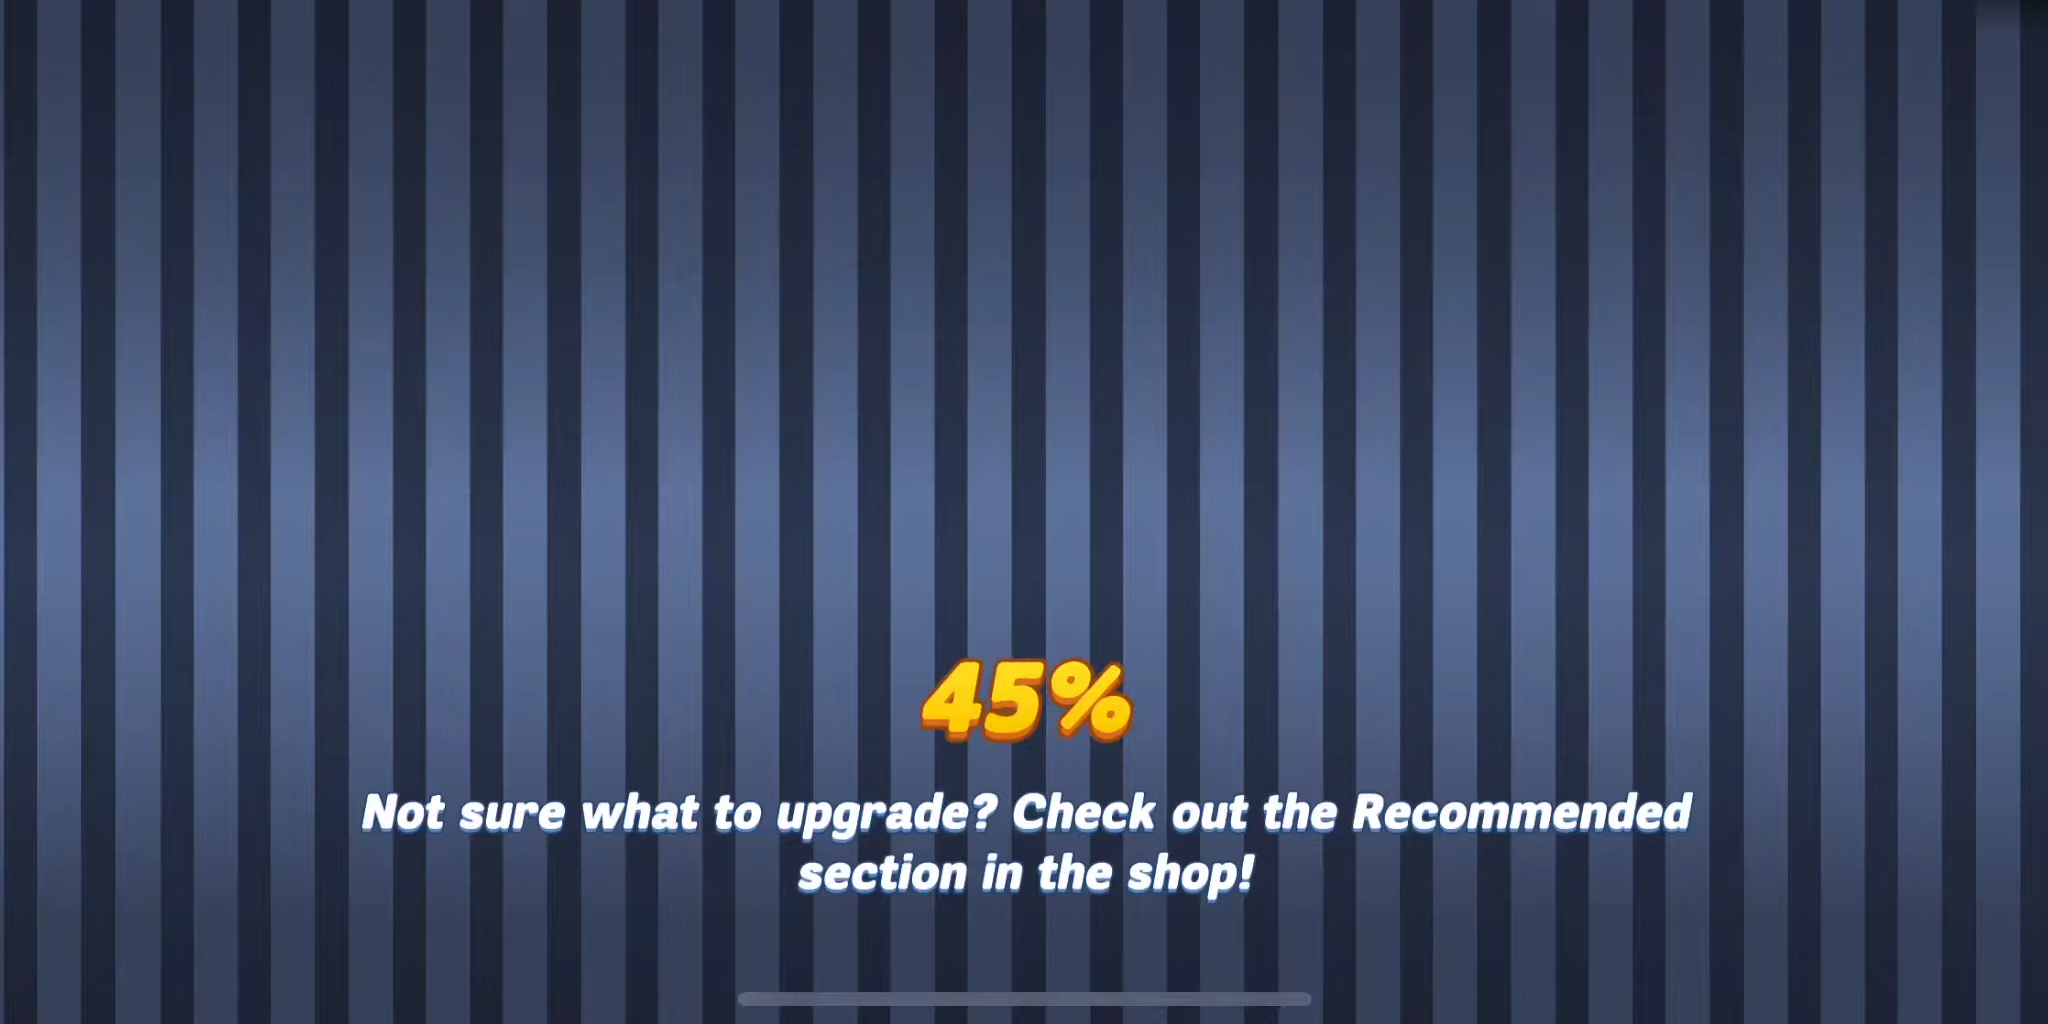 45%
Not sure what to upgrade? Check out the Recommended
section in the shop!